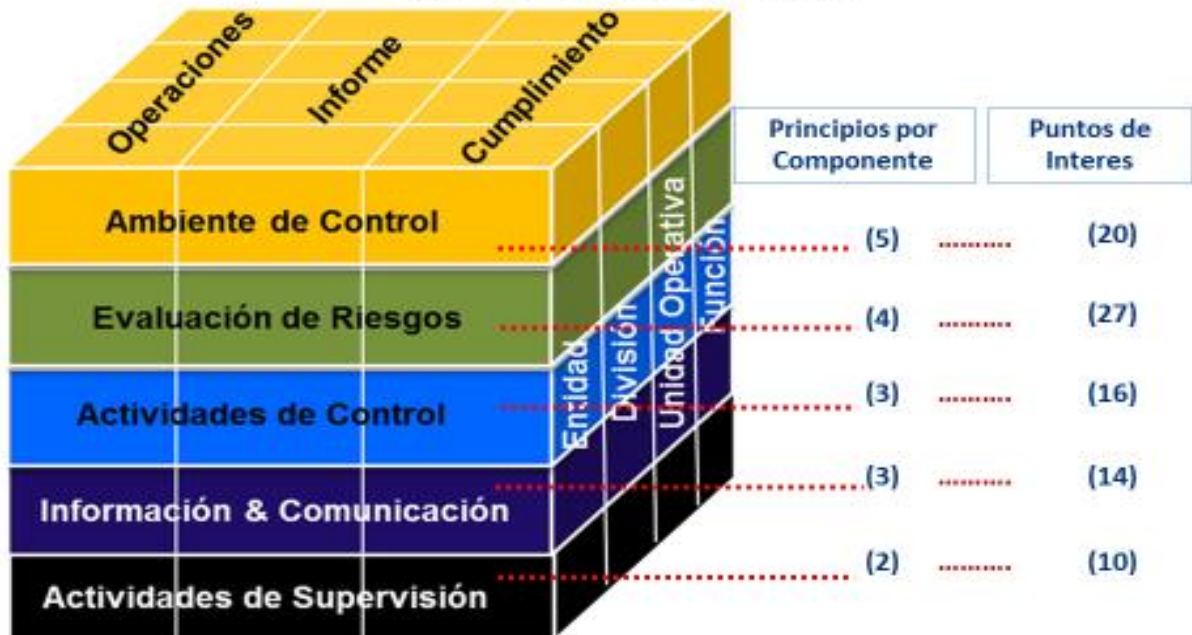 Operaciones
Informe
Cumplimiento
Principios por
Componente
Puntos de
Interes
Ambiente de Control
(5) .......... (20)
Evaluación de Riesgos
(4) .......... (27)
Actividades de Control
(3) .......... (16)
Información & Comunicación
(3) .......... (14)
Actividades de Supervisión
(2) .......... (10)
Entidad
División
Unidad Operativa
Función